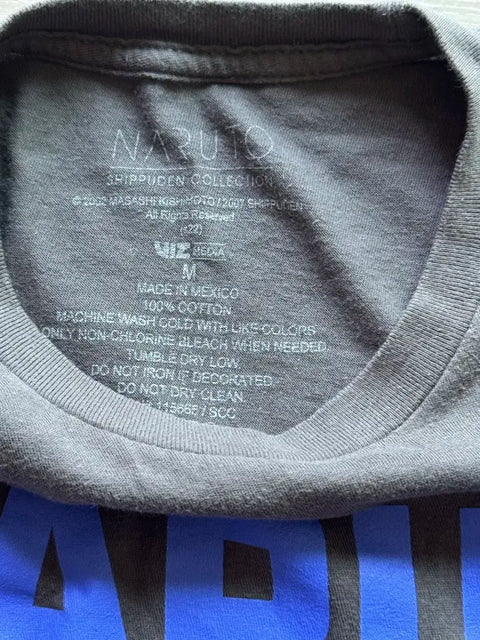 NARUTO
SHIPPUDEN COLLECTION
© 2002 MASASHI KISHIMOTO / 2007 SHIPPUDEN
All Rights Reserved
(s22)
VIZ MEDIA
M
MADE IN MEXICO
100% COTTON
MACHINE WASH COLD WITH LIKE COLORS
ONLY NON-CHLORINE BLEACH WHEN NEEDED.
TUMBLE DRY LOW.
DO NOT IRON IF DECORATED.
DO NOT DRY CLEAN.
/ SCC